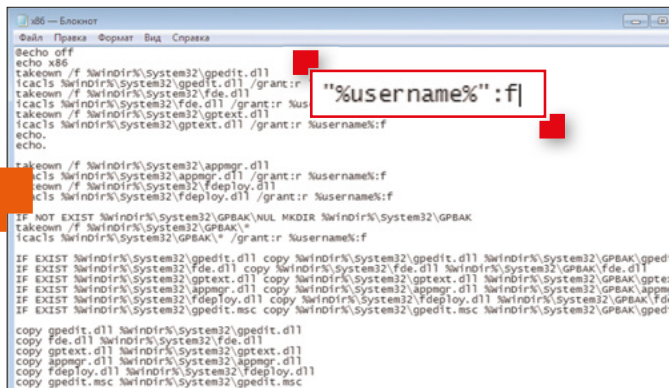 x86 — Блокнот
Файл Правка Формат Вид Справка
@echo off
echo x86
takeown /f %WinDir%\System32\gpedit.dll
icacls %WinDir%\System32\gpedit.dll /grant:r
takeown /f %WinDir%\System32\fde.dll
icacls %WinDir%\System32\fde.dll /grant:r %us
takeown /f %WinDir%\System32\gptext.dll
icacls %WinDir%\System32\gptext.dll /grant:r %username%:f
echo.
echo.
"%username%":f
takeown /f %WinDir%\System32\appmgr.dll
cls %WinDir%\System32\appmgr.dll /grant:r %username%:f
eown /f %WinDir%\System32\fdeploy.dll
cls %WinDir%\System32\fdeploy.dll /grant:r %username%:f
IF NOT EXIST %WinDir%\System32\GPBAK\NUL MKDIR %WinDir%\System32\GPBAK
takeown /f %WinDir%\System32\GPBAK\*
icacls %WinDir%\System32\GPBAK\* /grant:r %username%:f
IF EXIST %WinDir%\System32\gpedit.dll copy %WinDir%\System32\gpedit.dll %WinDir%\System32\GPBAK\gpedi
IF EXIST %WinDir%\System32\fde.dll copy %WinDir%\System32\fde.dll %WinDir%\System32\GPBAK\fde.dll
IF EXIST %WinDir%\System32\gptext.dll copy %WinDir%\System32\gptext.dll %WinDir%\System32\GPBAK\gptex
IF EXIST %WinDir%\System32\appmgr.dll copy %WinDir%\System32\appmgr.dll %WinDir%\System32\GPBAK\appmg
IF EXIST %WinDir%\System32\fdeploy.dll copy %WinDir%\System32\fdeploy.dll %WinDir%\System32\GPBAK\fd
IF EXIST %WinDir%\System32\gpedit.msc copy %WinDir%\System32\gpedit.msc %WinDir%\System32\GPBAK\gpedi
copy gpedit.dll %WinDir%\System32\gpedit.dll
copy fde.dll %WinDir%\System32\fde.dll
copy gptext.dll %WinDir%\System32\gptext.dll
copy appmgr.dll %WinDir%\System32\appmgr.dll
copy fdeploy.dll %WinDir%\System32\fdeploy.dll
copy gpedit.msc %WinDir%\System32\gpedit.msc